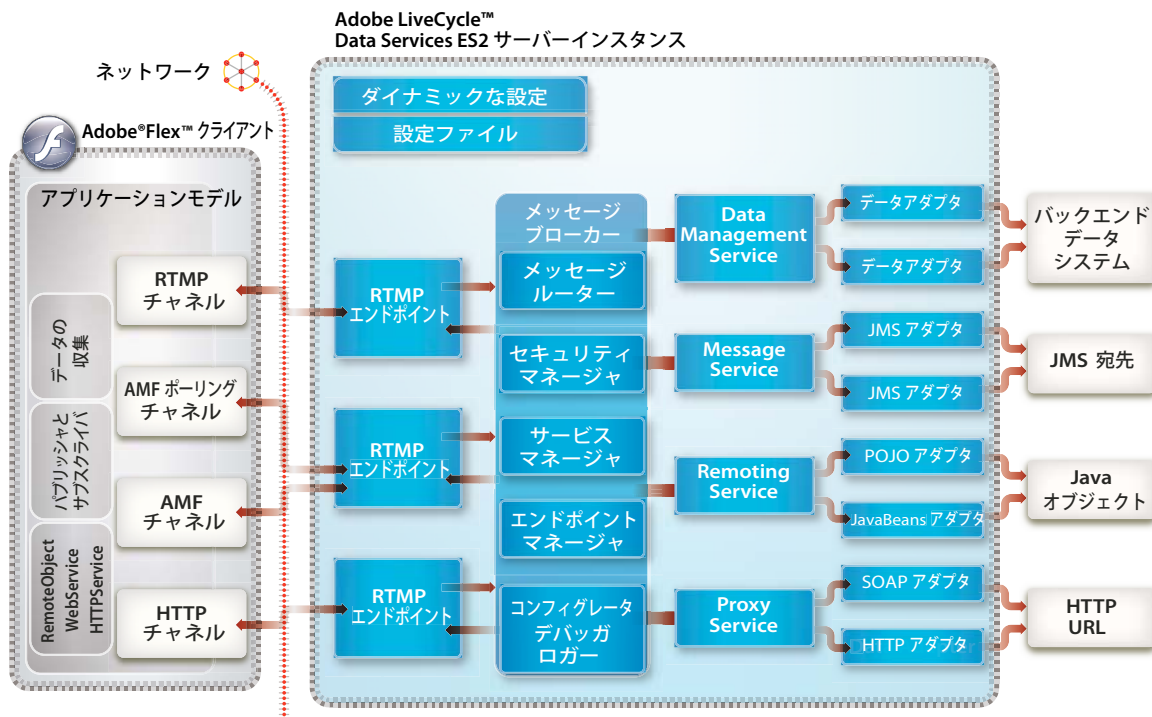 Adobe LiveCycle™
Data Services ES2 サーバーインスタンス
ネットワーク
Adobe®Flex™ クライアント
アプリケーションモデル
データの
収集
パブリッシャと
サブスクライバ
RemoteObject
WebService
HTTPService
RTMP
チャネル
AMF ポーリング
チャネル
AMF
チャネル
HTTP
チャネル
ダイナミックな設定
設定ファイル
RTMP
エンドポイント
RTMP
エンドポイント
RTMP
エンドポイント
メッセージ
ブローカー
メッセージ
ルーター
セキュリティ
マネージャ
サービス
マネージャ
エンドポイント
マネージャ
コンフィグレータ
デバッガ
ロガー
Data
Management
Service
Message
Service
Remoting
Service
Proxy
Service
データアダプタ
データアダプタ
JMS アダプタ
JMS アダプタ
POJO アダプタ
JavaBeans アダプタ
SOAP アダプタ
HTTP アダプタ
バックエンド
データ
システム
JMS 宛先
Java
オブジェクト
HTTP
URL